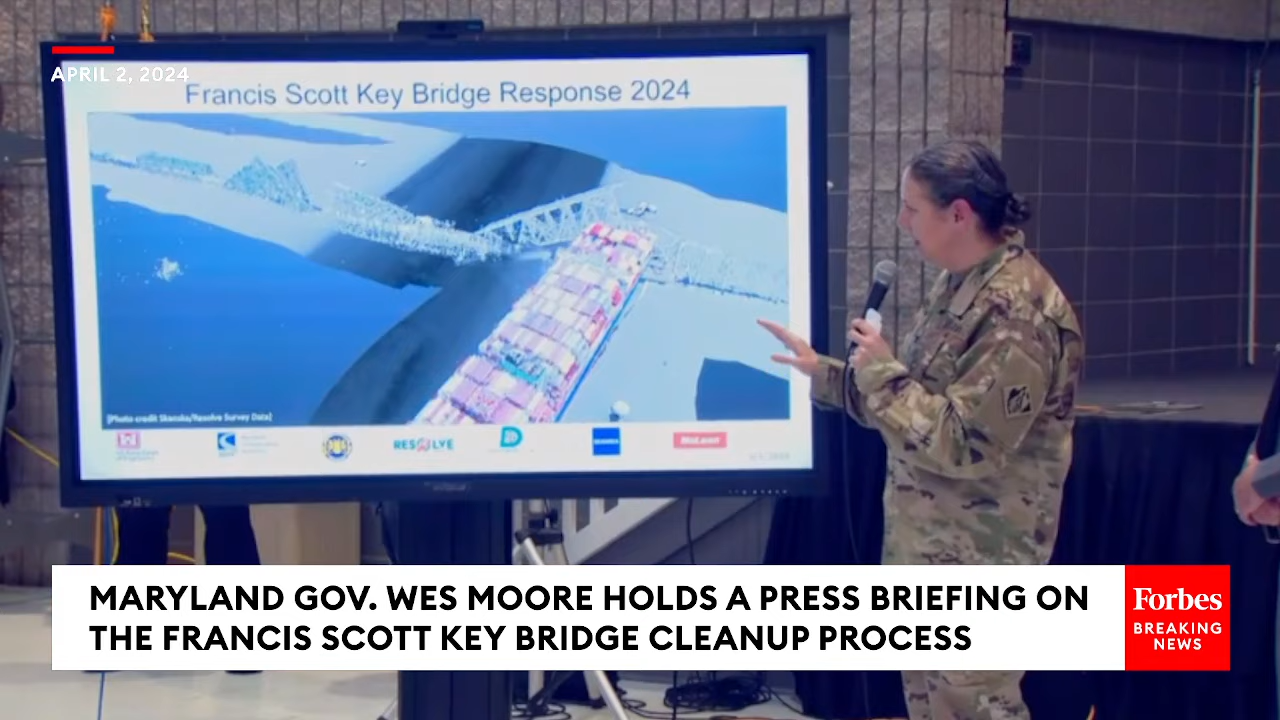 APRIL 2, 2024
Francis Scott Key Bridge Response 2024
[Photo credit Skanska/Resolve Survey Data]
RESOLVE
D
McLean
MARYLAND GOV. WES MOORE HOLDS A PRESS BRIEFING ON
THE FRANCIS SCOTT KEY BRIDGE CLEANUP PROCESS
Forbes
BREAKING
NEWS